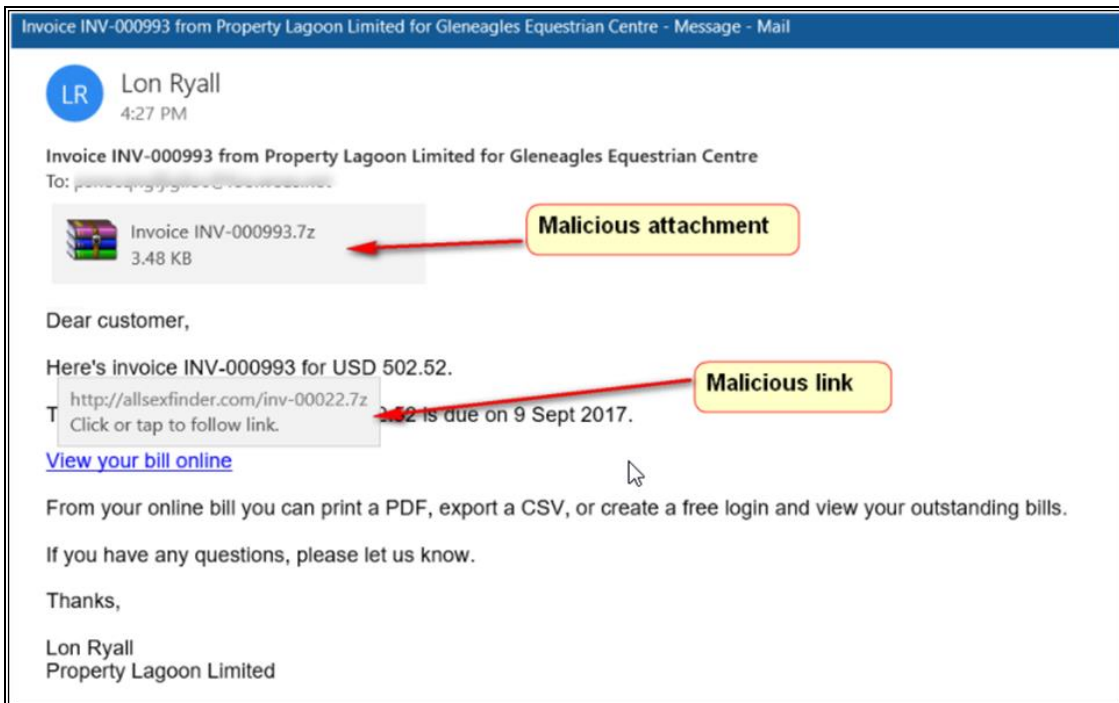 Invoice INV-000993 from Property Lagoon Limited for Gleneagles Equestrian Centre - Message - Mail
LR
Lon Ryall
4:27 PM
Invoice INV-000993 from Property Lagoon Limited for Gleneagles Equestrian Centre
To:
Invoice INV-000993.7z
3.48 KB
Malicious attachment
Dear customer,
Here's invoice INV-000993 for USD 502.52.
Malicious link
http://allsexfinder.com/inv-00022.7z
Click or tap to follow link.
T 2.52 is due on 9 Sept 2017.
View your bill online
From your online bill you can print a PDF, export a CSV, or create a free login and view your outstanding bills.
If you have any questions, please let us know.
Thanks,
Lon Ryall
Property Lagoon Limited